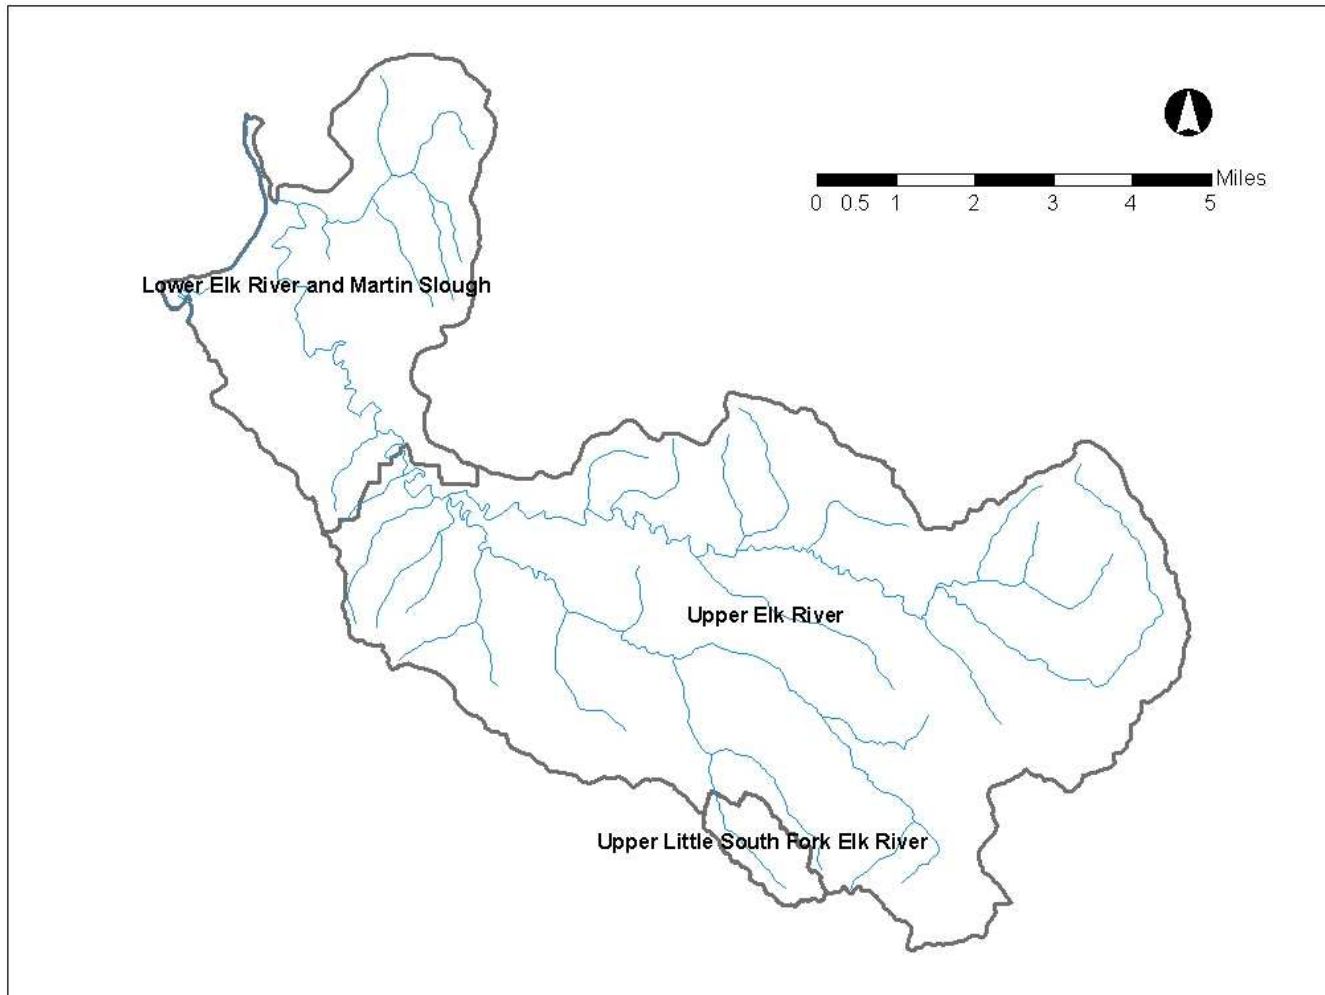 Miles
0 0.5 1 2 3 4 5
Lower Elk River and Martin Slough
Upper Elk River
Upper Little South Fork Elk River